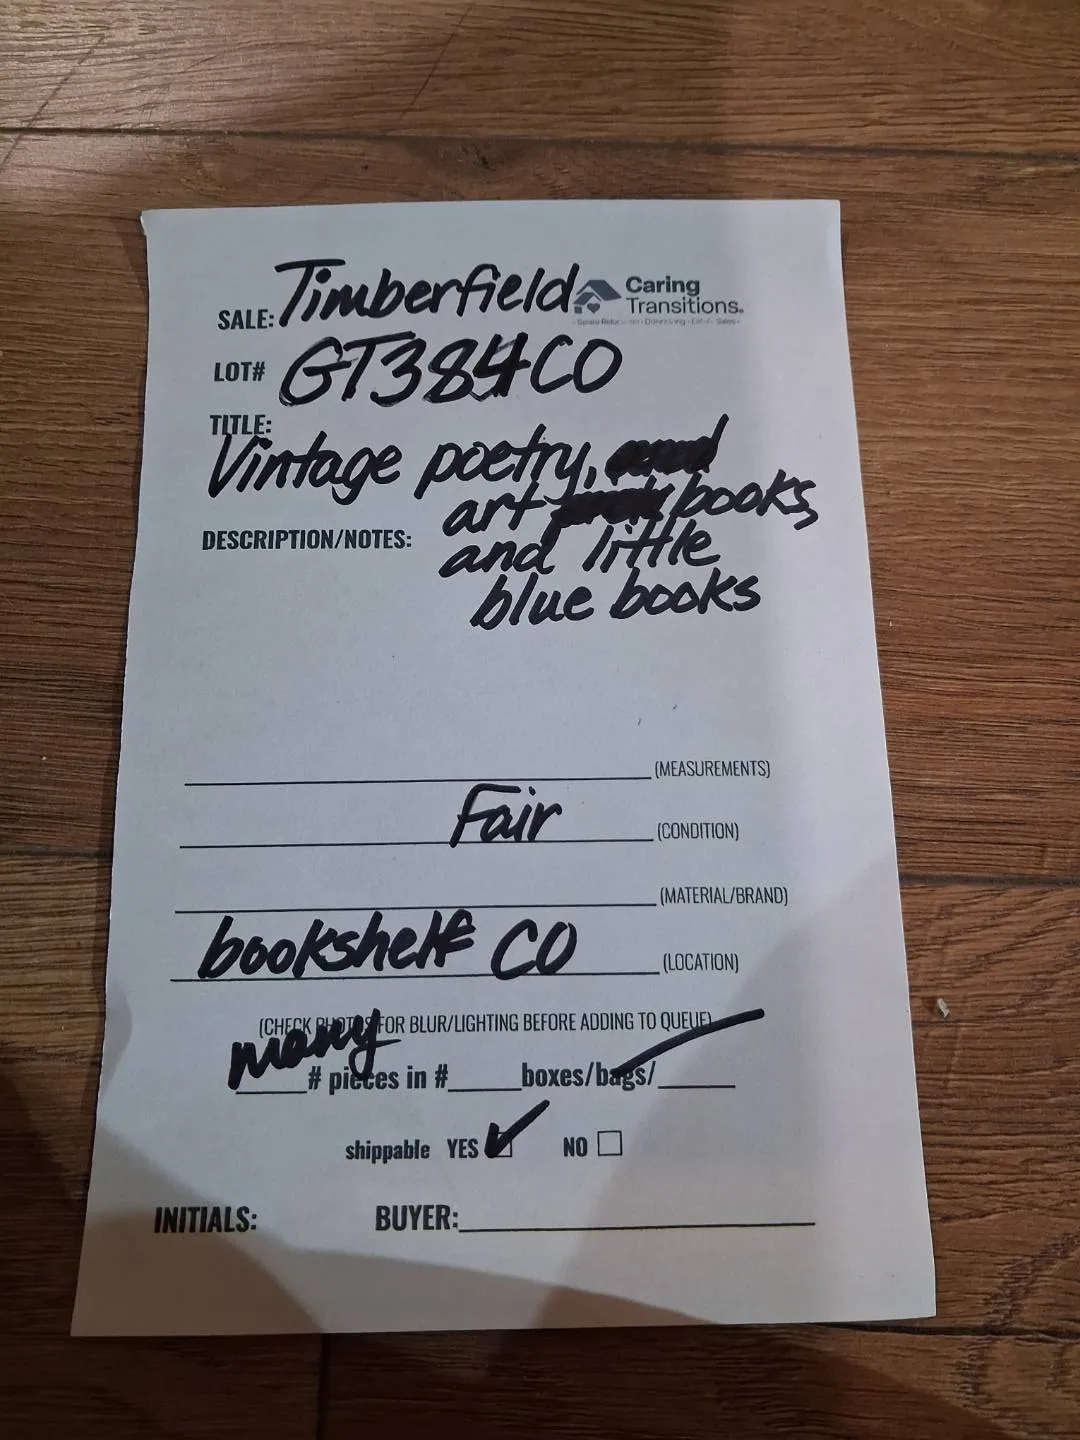 SALE: Timberfield Caring
Transitions.
LOT# GT384CO
TITLE:
Vintage poetry,
art books,
DESCRIPTION/NOTES: and little
blue books
(MEASUREMENTS)
Fair (CONDITION)
(MATERIAL/BRAND)
bookshelf CO (LOCATION)
(CHECK PHOTOS FOR BLUR/LIGHTING BEFORE ADDING TO QUEUE)
many # pieces in # boxes/bags/
shippable YES ✓ NO
INITIALS: BUYER: